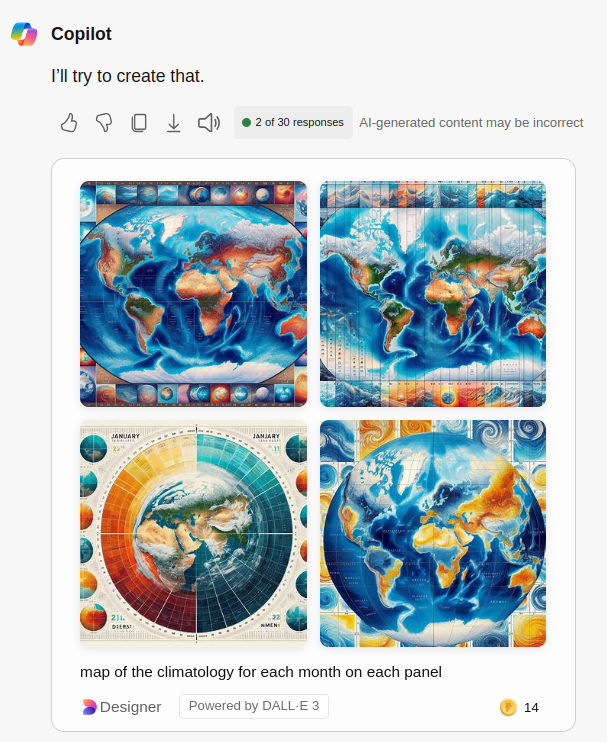 Copilot
I'll try to create that.
2 of 30 responses
AI-generated content may be incorrect
JANUARY
JANUARY
map of the climatology for each month on each panel
Designer
Powered by DALL·E 3
14